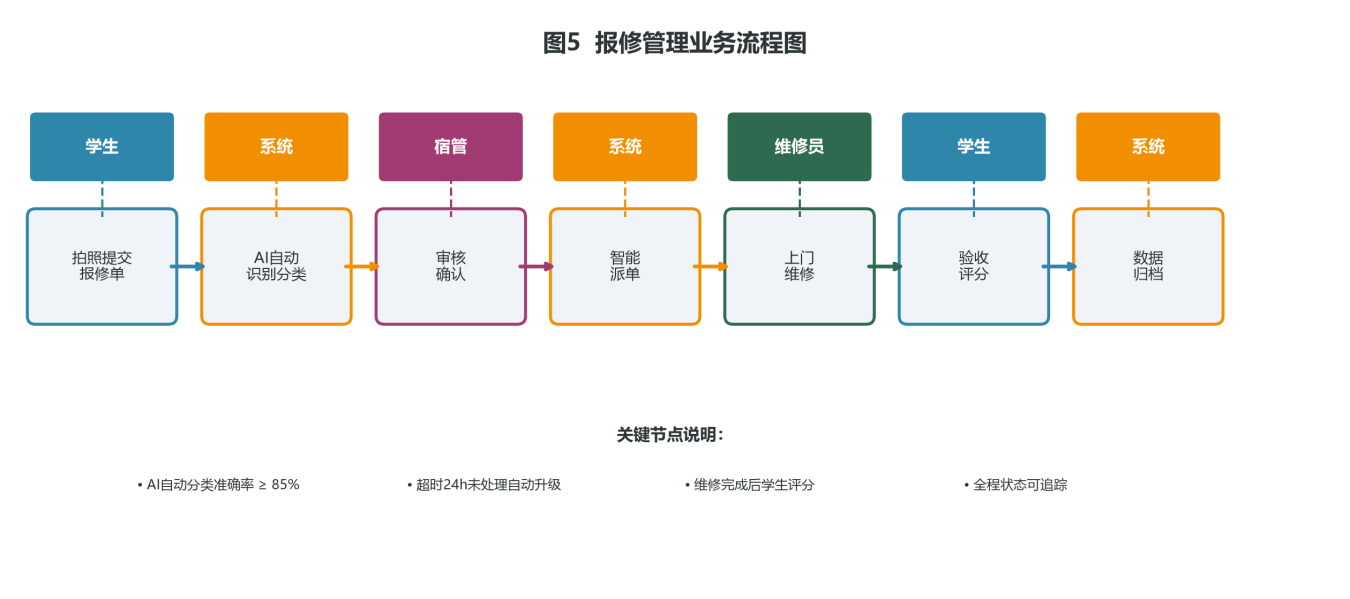 图5 报修管理业务流程图
学生
系统
宿管
系统
维修员
学生
系统
拍照提交
报修单
AI自动
识别分类
审核
确认
智能
派单
上门
维修
验收
评分
数据
归档
关键节点说明：
• AI自动分类准确率 ≥ 85%
• 超时24h未处理自动升级
• 维修完成后学生评分
• 全程状态可追踪